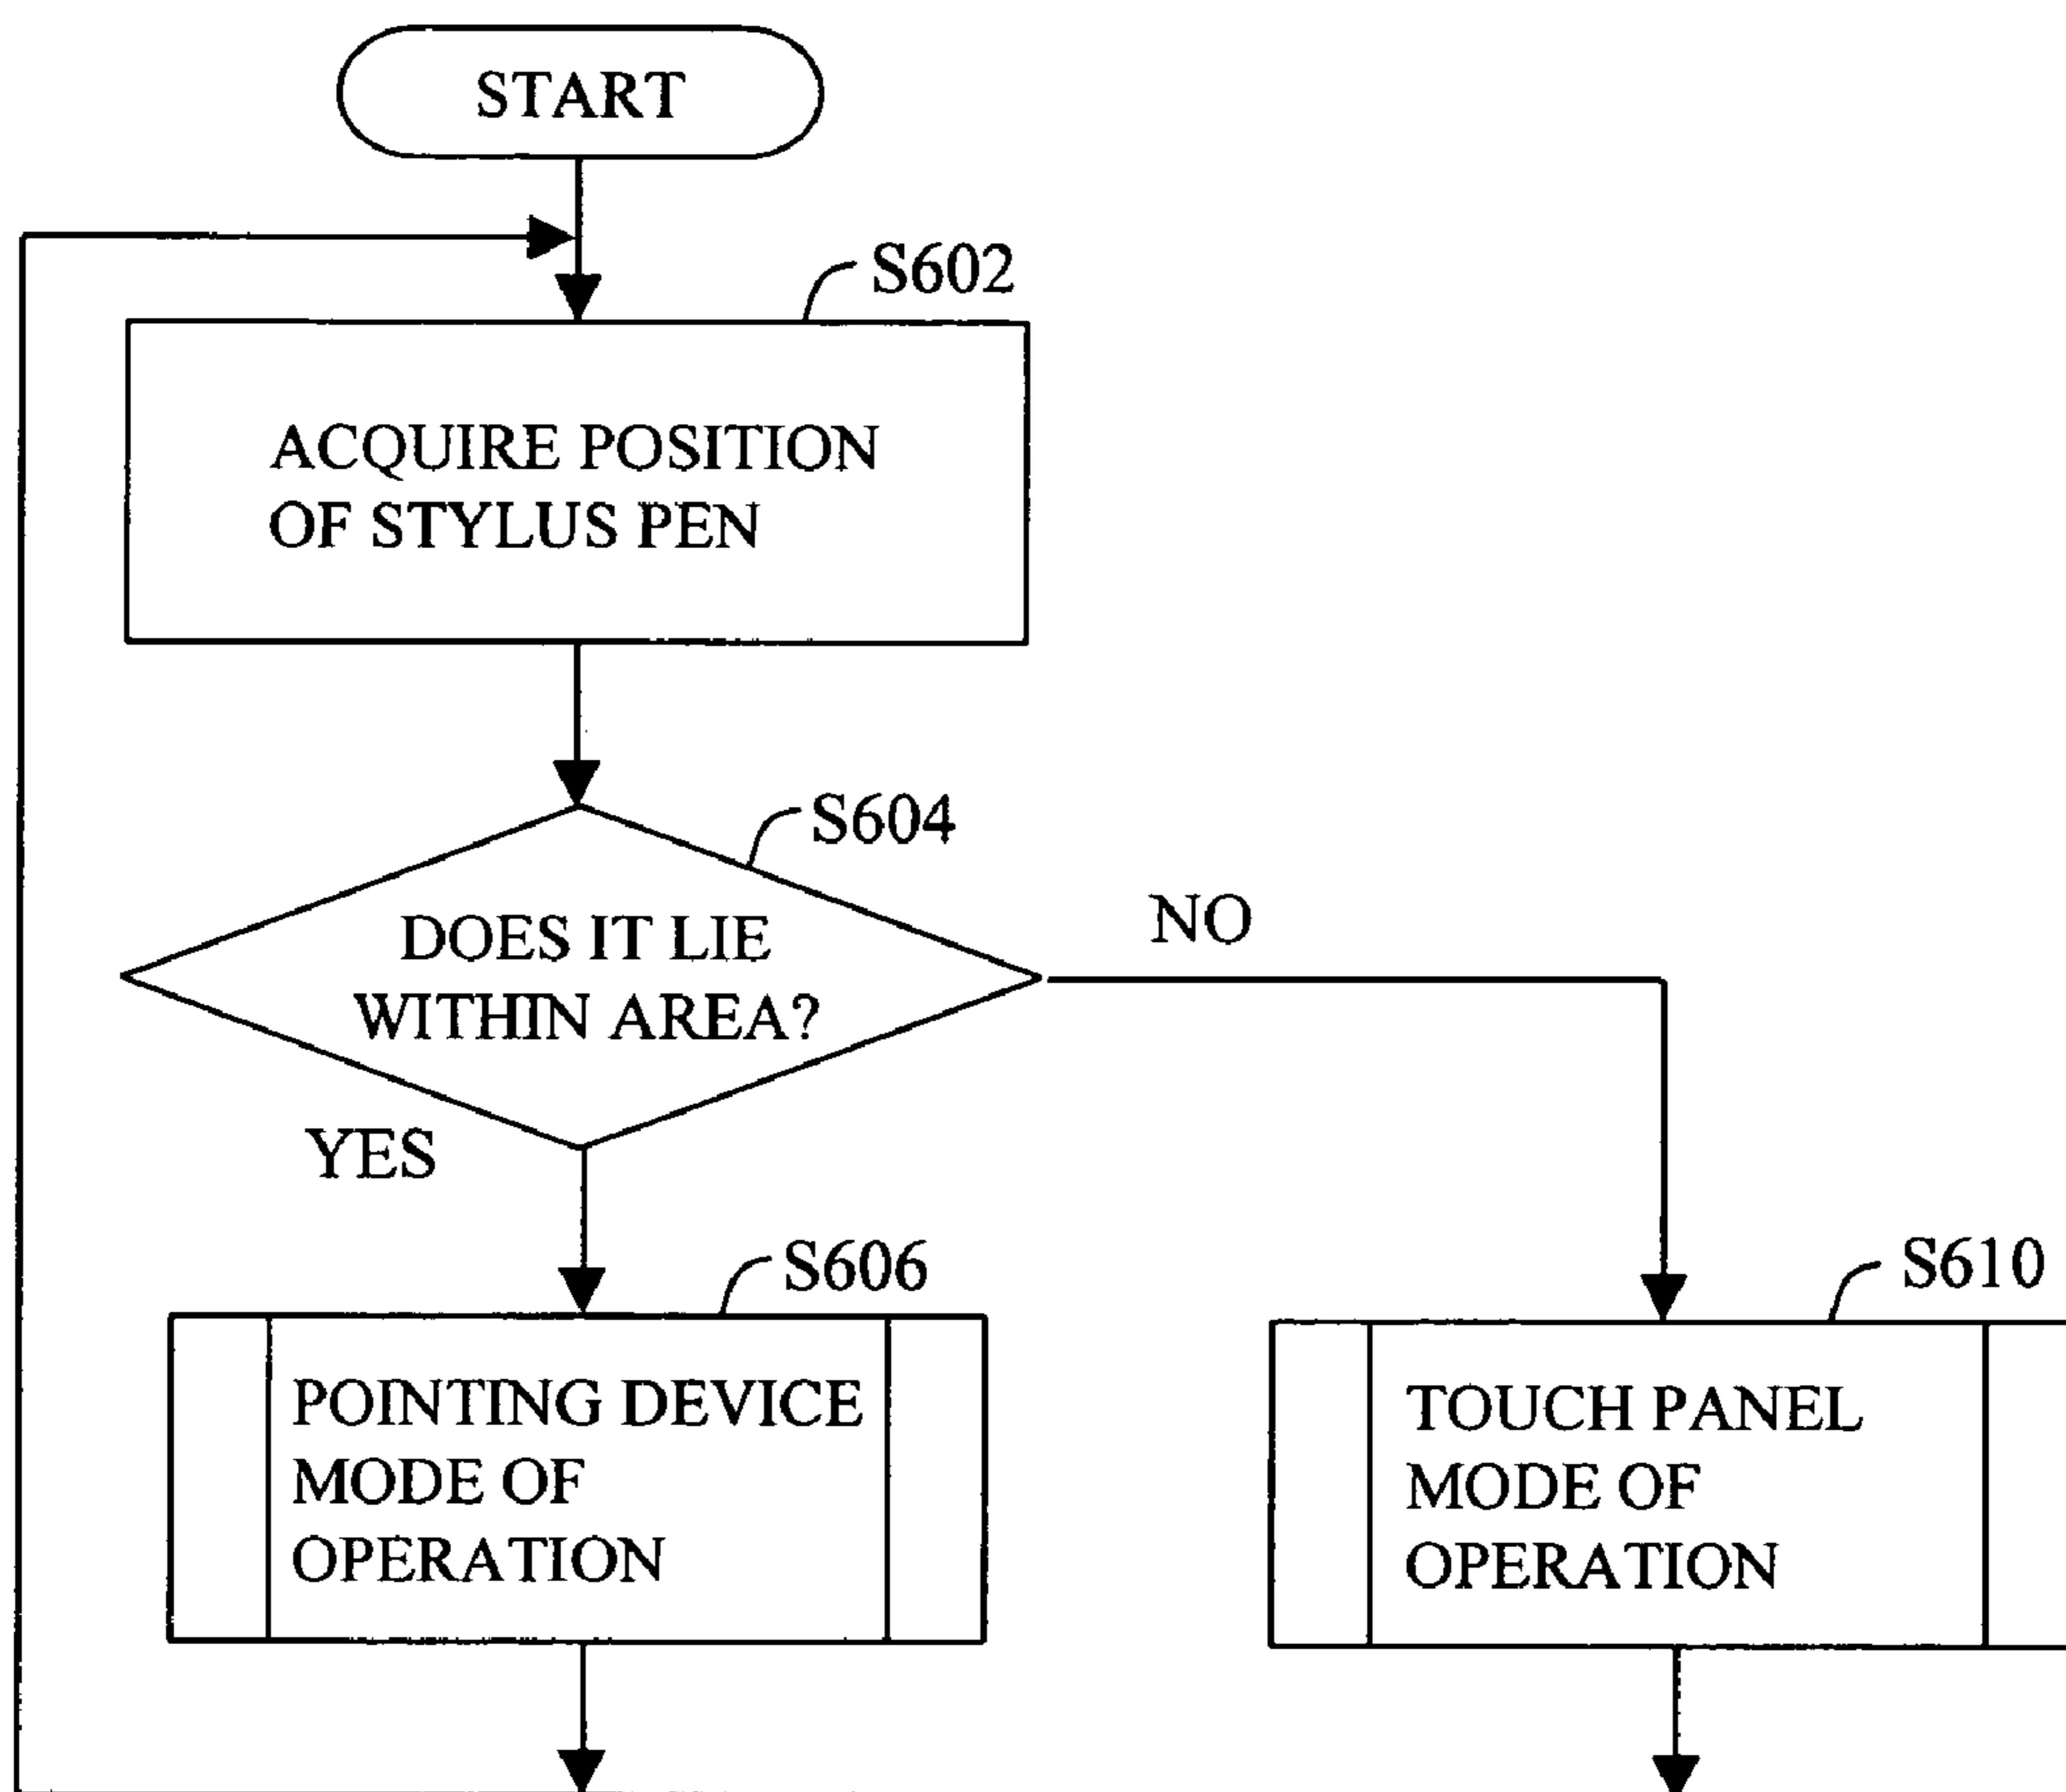 START
S602
ACQUIRE POSITION
OF STYLUS PEN
S604
DOES IT LIE
WITHIN AREA?
NO
YES
S606
POINTING DEVICE
MODE OF
OPERATION
S610
TOUCH PANEL
MODE OF
OPERATION